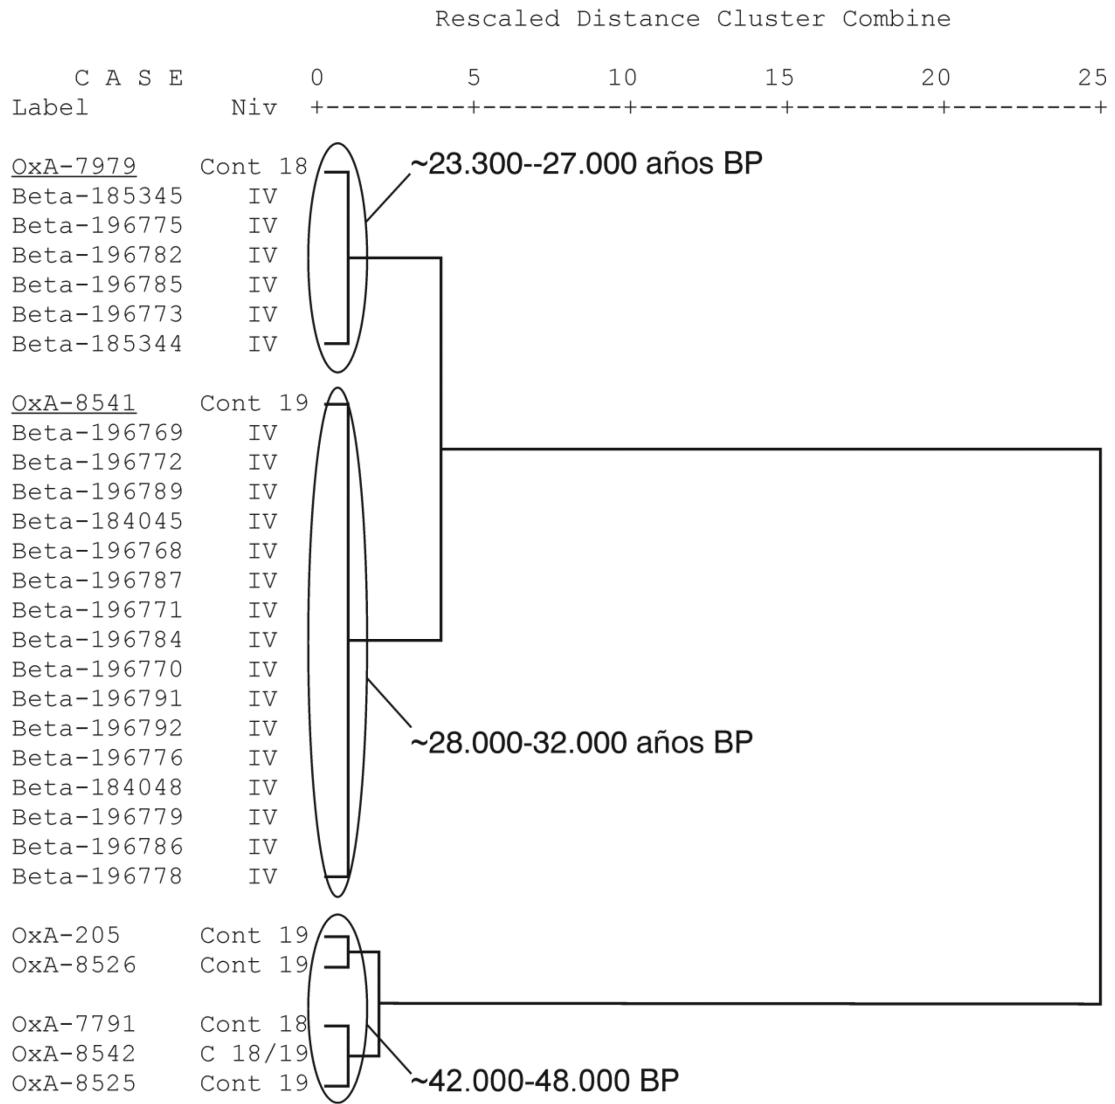 Rescaled Distance Cluster Combine
C A S E 0 5 10 15 20 25
Label Niv +---------+---------+---------+---------+---------+
OxA-7979 Cont 18 ~23.300--27.000 años BP
Beta-185345 IV
Beta-196775 IV
Beta-196782 IV
Beta-196785 IV
Beta-196773 IV
Beta-185344 IV
OxA-8541 Cont 19
Beta-196769 IV
Beta-196772 IV
Beta-196789 IV
Beta-184045 IV
Beta-196768 IV
Beta-196787 IV
Beta-196771 IV
Beta-196784 IV
Beta-196770 IV
Beta-196791 IV
Beta-196792 IV
~28.000-32.000 años BP
Beta-196776 IV
Beta-184048 IV
Beta-196779 IV
Beta-196786 IV
Beta-196778 IV
OxA-205 Cont 19
OxA-8526 Cont 19
OxA-7791 Cont 18
OxA-8542 C 18/19
OxA-8525 Cont 19 ~42.000-48.000 BP